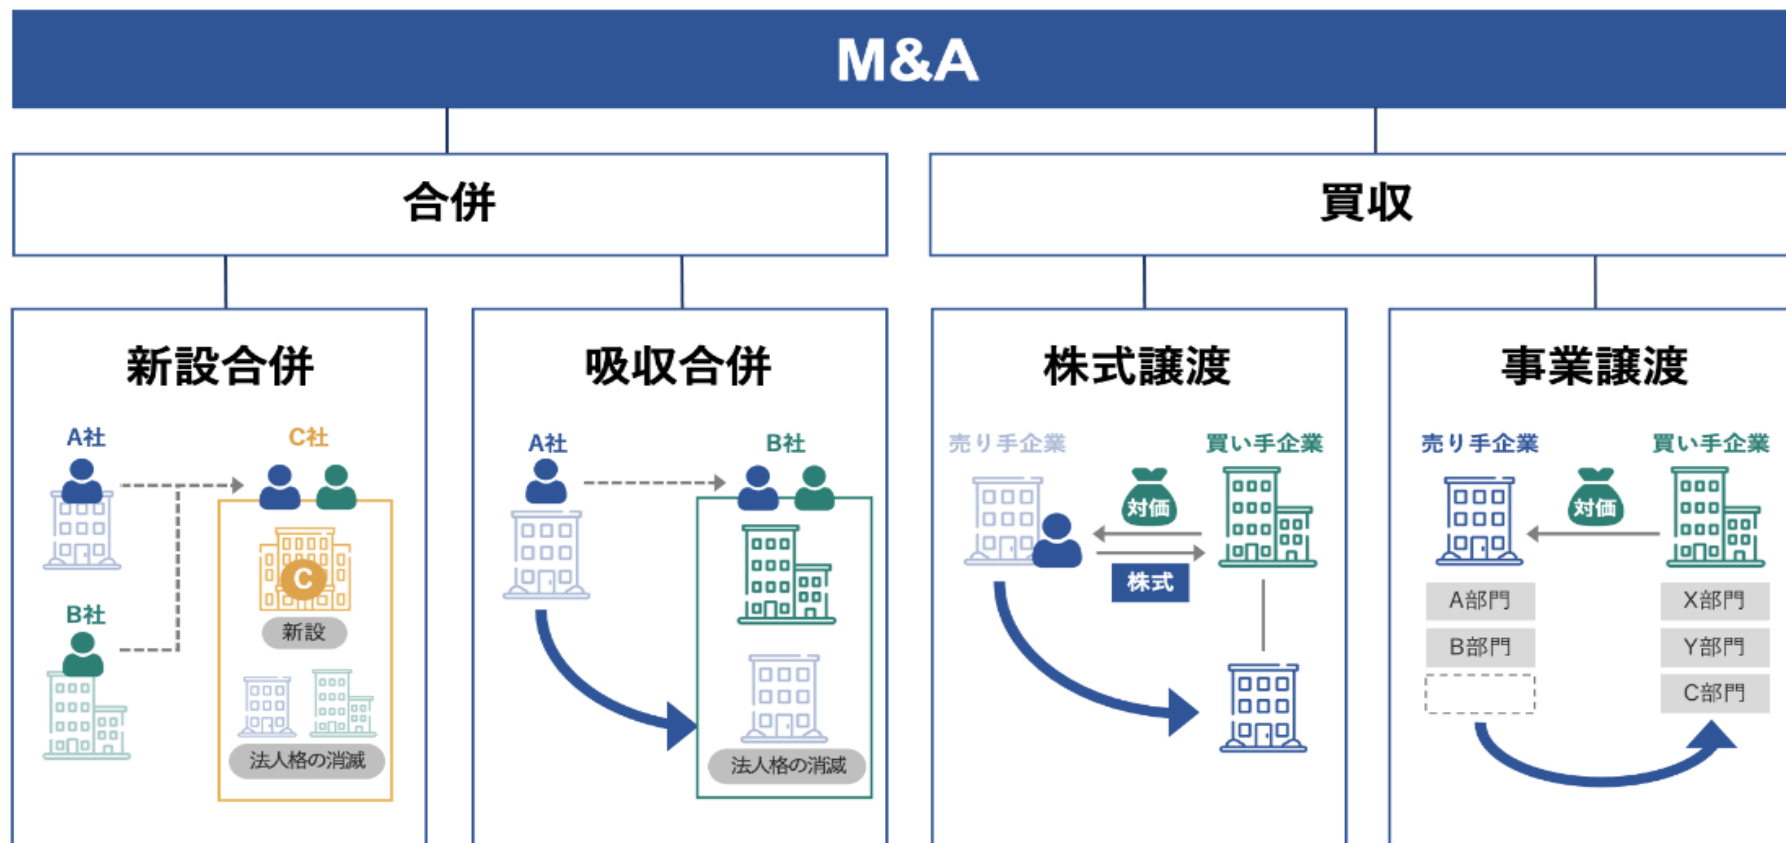 M&A
合併
買収
新設合併
A社
C社
C
新設
B社
法人格の消滅
吸収合併
A社
B社
法人格の消滅
株式譲渡
売り手企業
買い手企業
対価
株式
事業譲渡
売り手企業
買い手企業
対価
A部門
X部門
B部門
Y部門
C部門